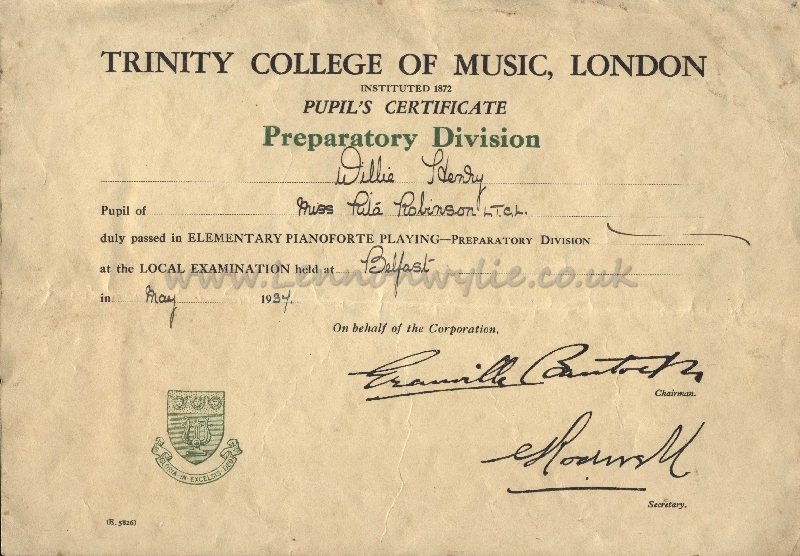 TRINITY COLLEGE OF MUSIC, LONDON
INSTITUTED 1872
PUPIL'S CERTIFICATE
Preparatory Division
Willie Henry
Pupil of Miss Rita Robinson L.T.C.L.
duly passed in ELEMENTARY PIANOFORTE PLAYING—PREPARATORY DIVISION
at the LOCAL EXAMINATION held at Belfast
www.Lennonwylie.co.uk
in May 1937.
On behalf of the Corporation,
Granville Bantock
Chairman.
Secretary.
GLORIA·IN·EXCELSIS DEO
(E. 5826)